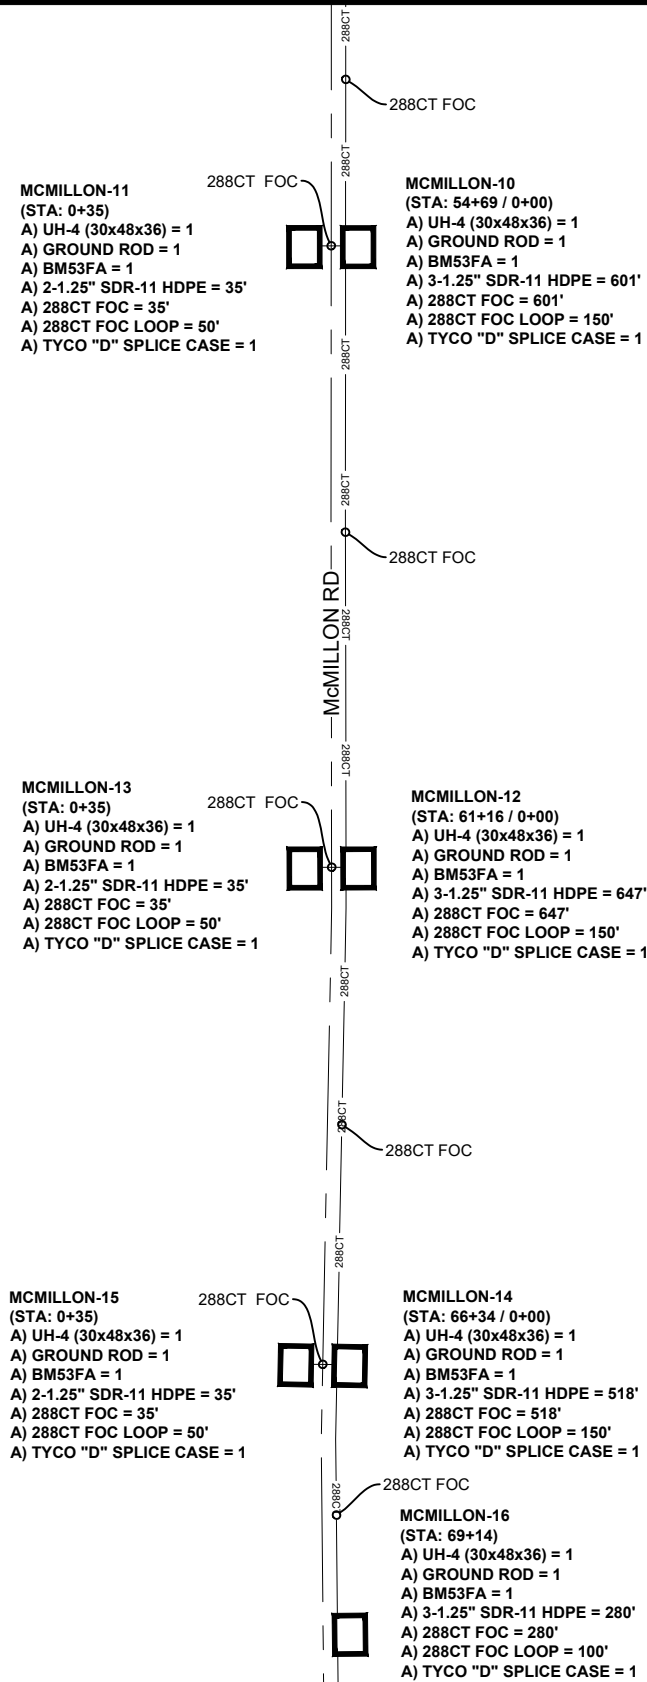 288CT
288CT FOC
288CT
288CT FOC
MCMILLON-11
(STA: 0+35)
A) UH-4 (30x48x36) = 1
A) GROUND ROD = 1
A) BM53FA = 1
A) 2-1.25" SDR-11 HDPE = 35'
A) 288CT FOC = 35'
A) 288CT FOC LOOP = 50'
A) TYCO "D" SPLICE CASE = 1
MCMILLON-10
(STA: 54+69 / 0+00)
A) UH-4 (30x48x36) = 1
A) GROUND ROD = 1
A) BM53FA = 1
A) 3-1.25" SDR-11 HDPE = 601'
A) 288CT FOC = 601'
A) 288CT FOC LOOP = 150'
A) TYCO "D" SPLICE CASE = 1
288CT
288CT
288CT FOC
McMILLON RD
288CT
288CT
MCMILLON-13
(STA: 0+35)
A) UH-4 (30x48x36) = 1
A) GROUND ROD = 1
A) BM53FA = 1
A) 2-1.25" SDR-11 HDPE = 35'
A) 288CT FOC = 35'
A) 288CT FOC LOOP = 50'
A) TYCO "D" SPLICE CASE = 1
288CT FOC
MCMILLON-12
(STA: 61+16 / 0+00)
A) UH-4 (30x48x36) = 1
A) GROUND ROD = 1
A) BM53FA = 1
A) 3-1.25" SDR-11 HDPE = 647'
A) 288CT FOC = 647'
A) 288CT FOC LOOP = 150'
A) TYCO "D" SPLICE CASE = 1
288CT
288CT
288CT FOC
288CT
MCMILLON-15
(STA: 0+35)
A) UH-4 (30x48x36) = 1
A) GROUND ROD = 1
A) BM53FA = 1
A) 2-1.25" SDR-11 HDPE = 35'
A) 288CT FOC = 35'
A) 288CT FOC LOOP = 50'
A) TYCO "D" SPLICE CASE = 1
288CT FOC
MCMILLON-14
(STA: 66+34 / 0+00)
A) UH-4 (30x48x36) = 1
A) GROUND ROD = 1
A) BM53FA = 1
A) 3-1.25" SDR-11 HDPE = 518'
A) 288CT FOC = 518'
A) 288CT FOC LOOP = 150'
A) TYCO "D" SPLICE CASE = 1
288CT
288CT FOC
MCMILLON-16
(STA: 69+14)
A) UH-4 (30x48x36) = 1
A) GROUND ROD = 1
A) BM53FA = 1
A) 3-1.25" SDR-11 HDPE = 280'
A) 288CT FOC = 280'
A) 288CT FOC LOOP = 100'
A) TYCO "D" SPLICE CASE = 1